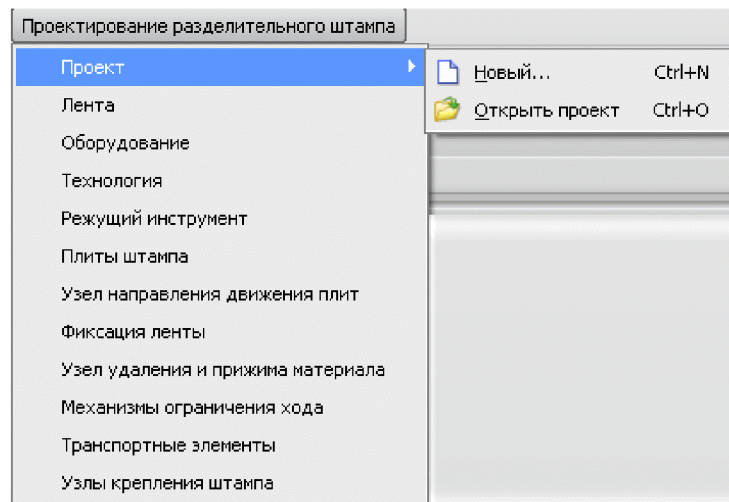 Проектирование разделительного штампа
Проект
Новый... Ctrl+N
Лента
Открыть проект Ctrl+O
Оборудование
Технология
Режущий инструмент
Плиты штампа
Узел направления движения плит
Фиксация ленты
Узел удаления и прижима материала
Механизмы ограничения хода
Транспортные элементы
Узлы крепления штампа